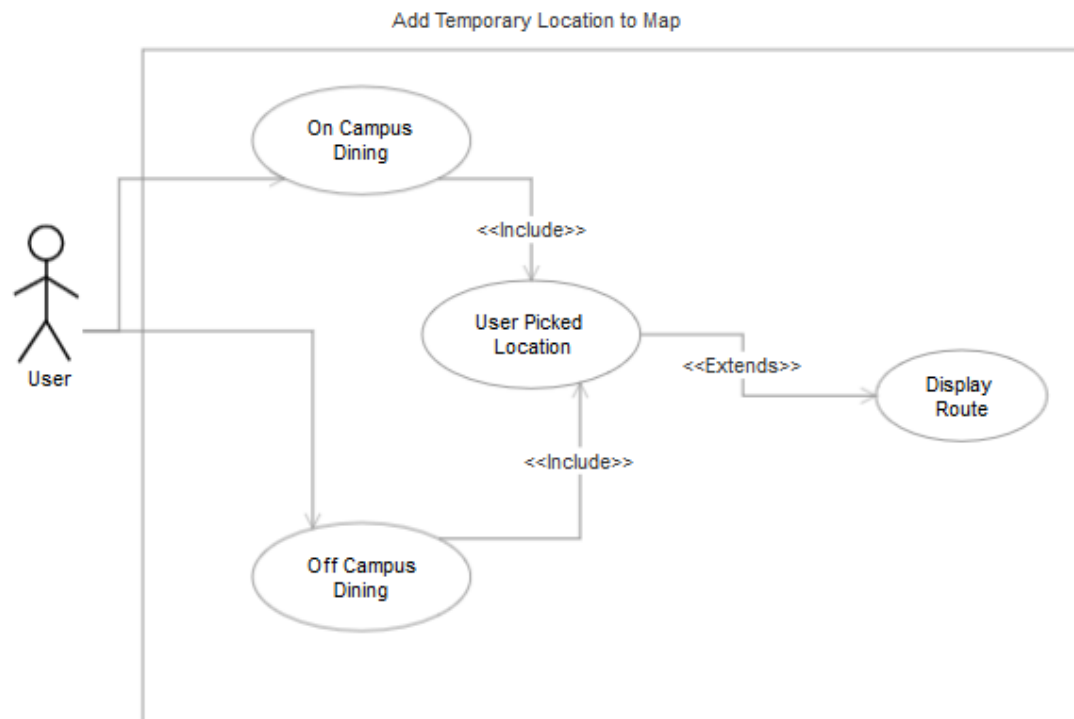 Add Temporary Location to Map
On Campus
Dining
<<Include>>
User Picked
Location
<<Extends>>
Display
Route
User
<<Include>>
Off Campus
Dining